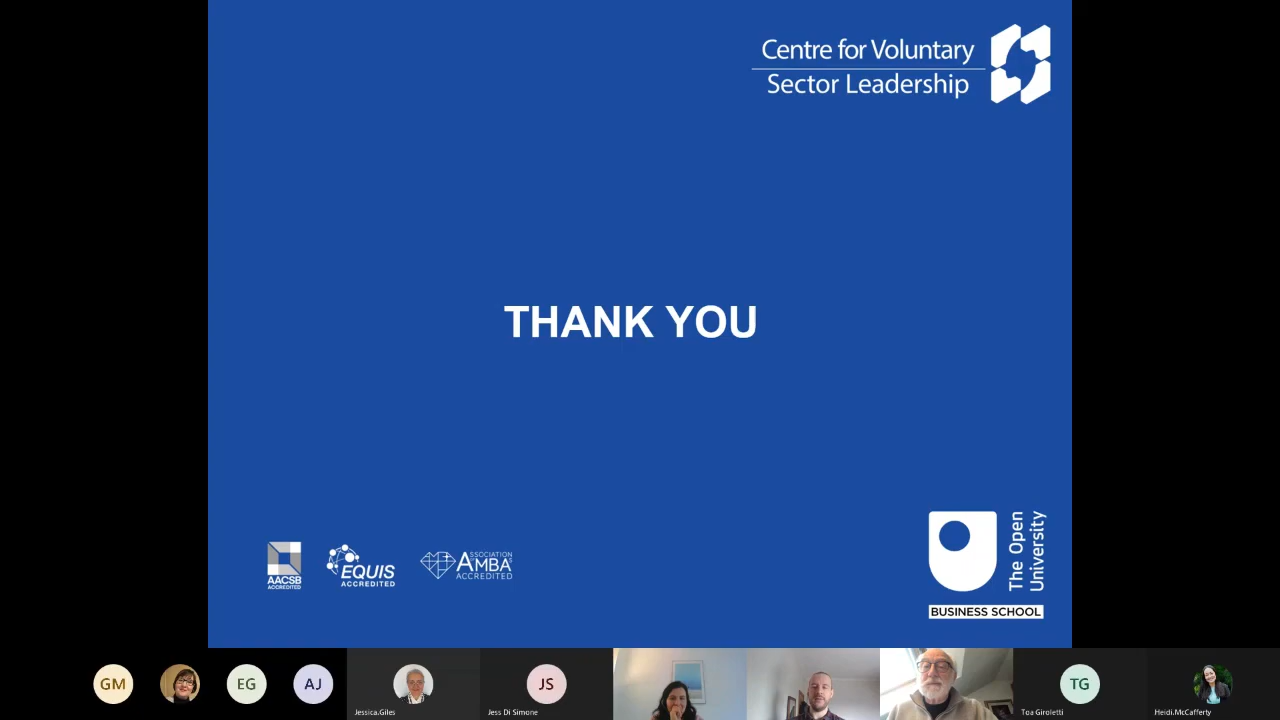 Centre for Voluntary
Sector Leadership
THANK YOU
AACSB
ACCREDITED
EQUIS
ACCREDITED
ASSOCIATION
AMBA
ACCREDITED
The Open
University
BUSINESS SCHOOL
GM
EG
AJ
Jessica.Giles
JS
Jess Di Simone
TG
Toa Giroletti
Heidi.McCafferty